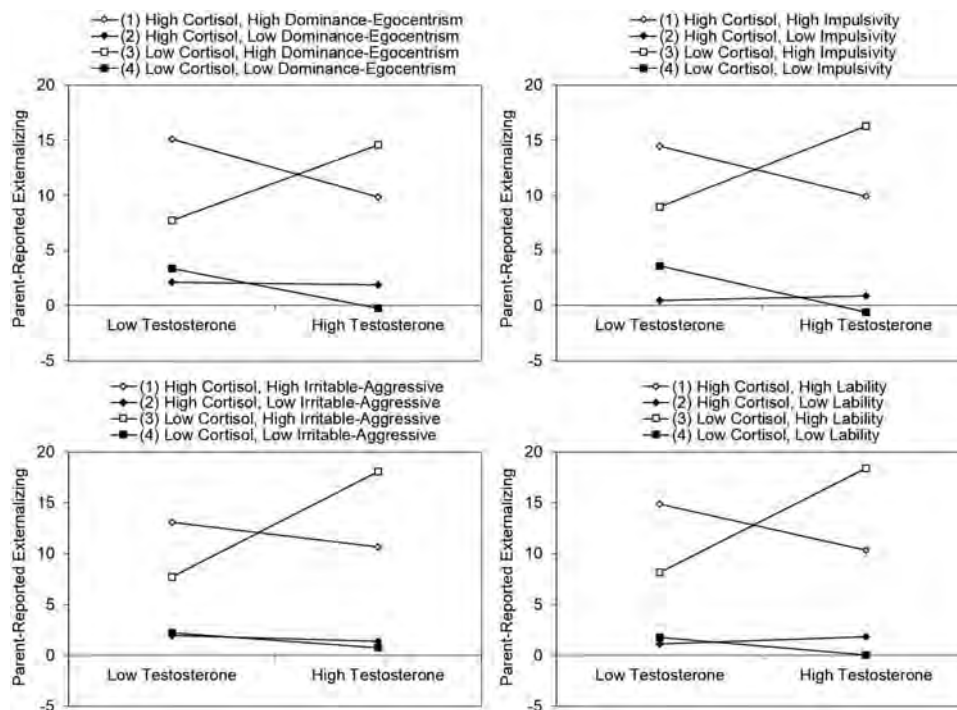 (1) High Cortisol, High Dominance-Egocentrism
(2) High Cortisol, Low Dominance-Egocentrism
(3) Low Cortisol, High Dominance-Egocentrism
(4) Low Cortisol, Low Dominance-Egocentrism
Parent-Reported Externalizing
20
15
10
5
0
-5
Low Testosterone
High Testosterone
(1) High Cortisol, High Impulsivity
(2) High Cortisol, Low Impulsivity
(3) Low Cortisol, High Impulsivity
(4) Low Cortisol, Low Impulsivity
Parent-Reported Externalizing
20
15
10
5
0
-5
Low Testosterone
High Testosterone
(1) High Cortisol, High Irritable-Aggressive
(2) High Cortisol, Low Irritable-Aggressive
(3) Low Cortisol, High Irritable-Aggressive
(4) Low Cortisol, Low Irritable-Aggressive
Parent-Reported Externalizing
20
15
10
5
0
-5
Low Testosterone
High Testosterone
(1) High Cortisol, High Lability
(2) High Cortisol, Low Lability
(3) Low Cortisol, High Lability
(4) Low Cortisol, Low Lability
Parent-Reported Externalizing
20
15
10
5
0
-5
Low Testosterone
High Testosterone